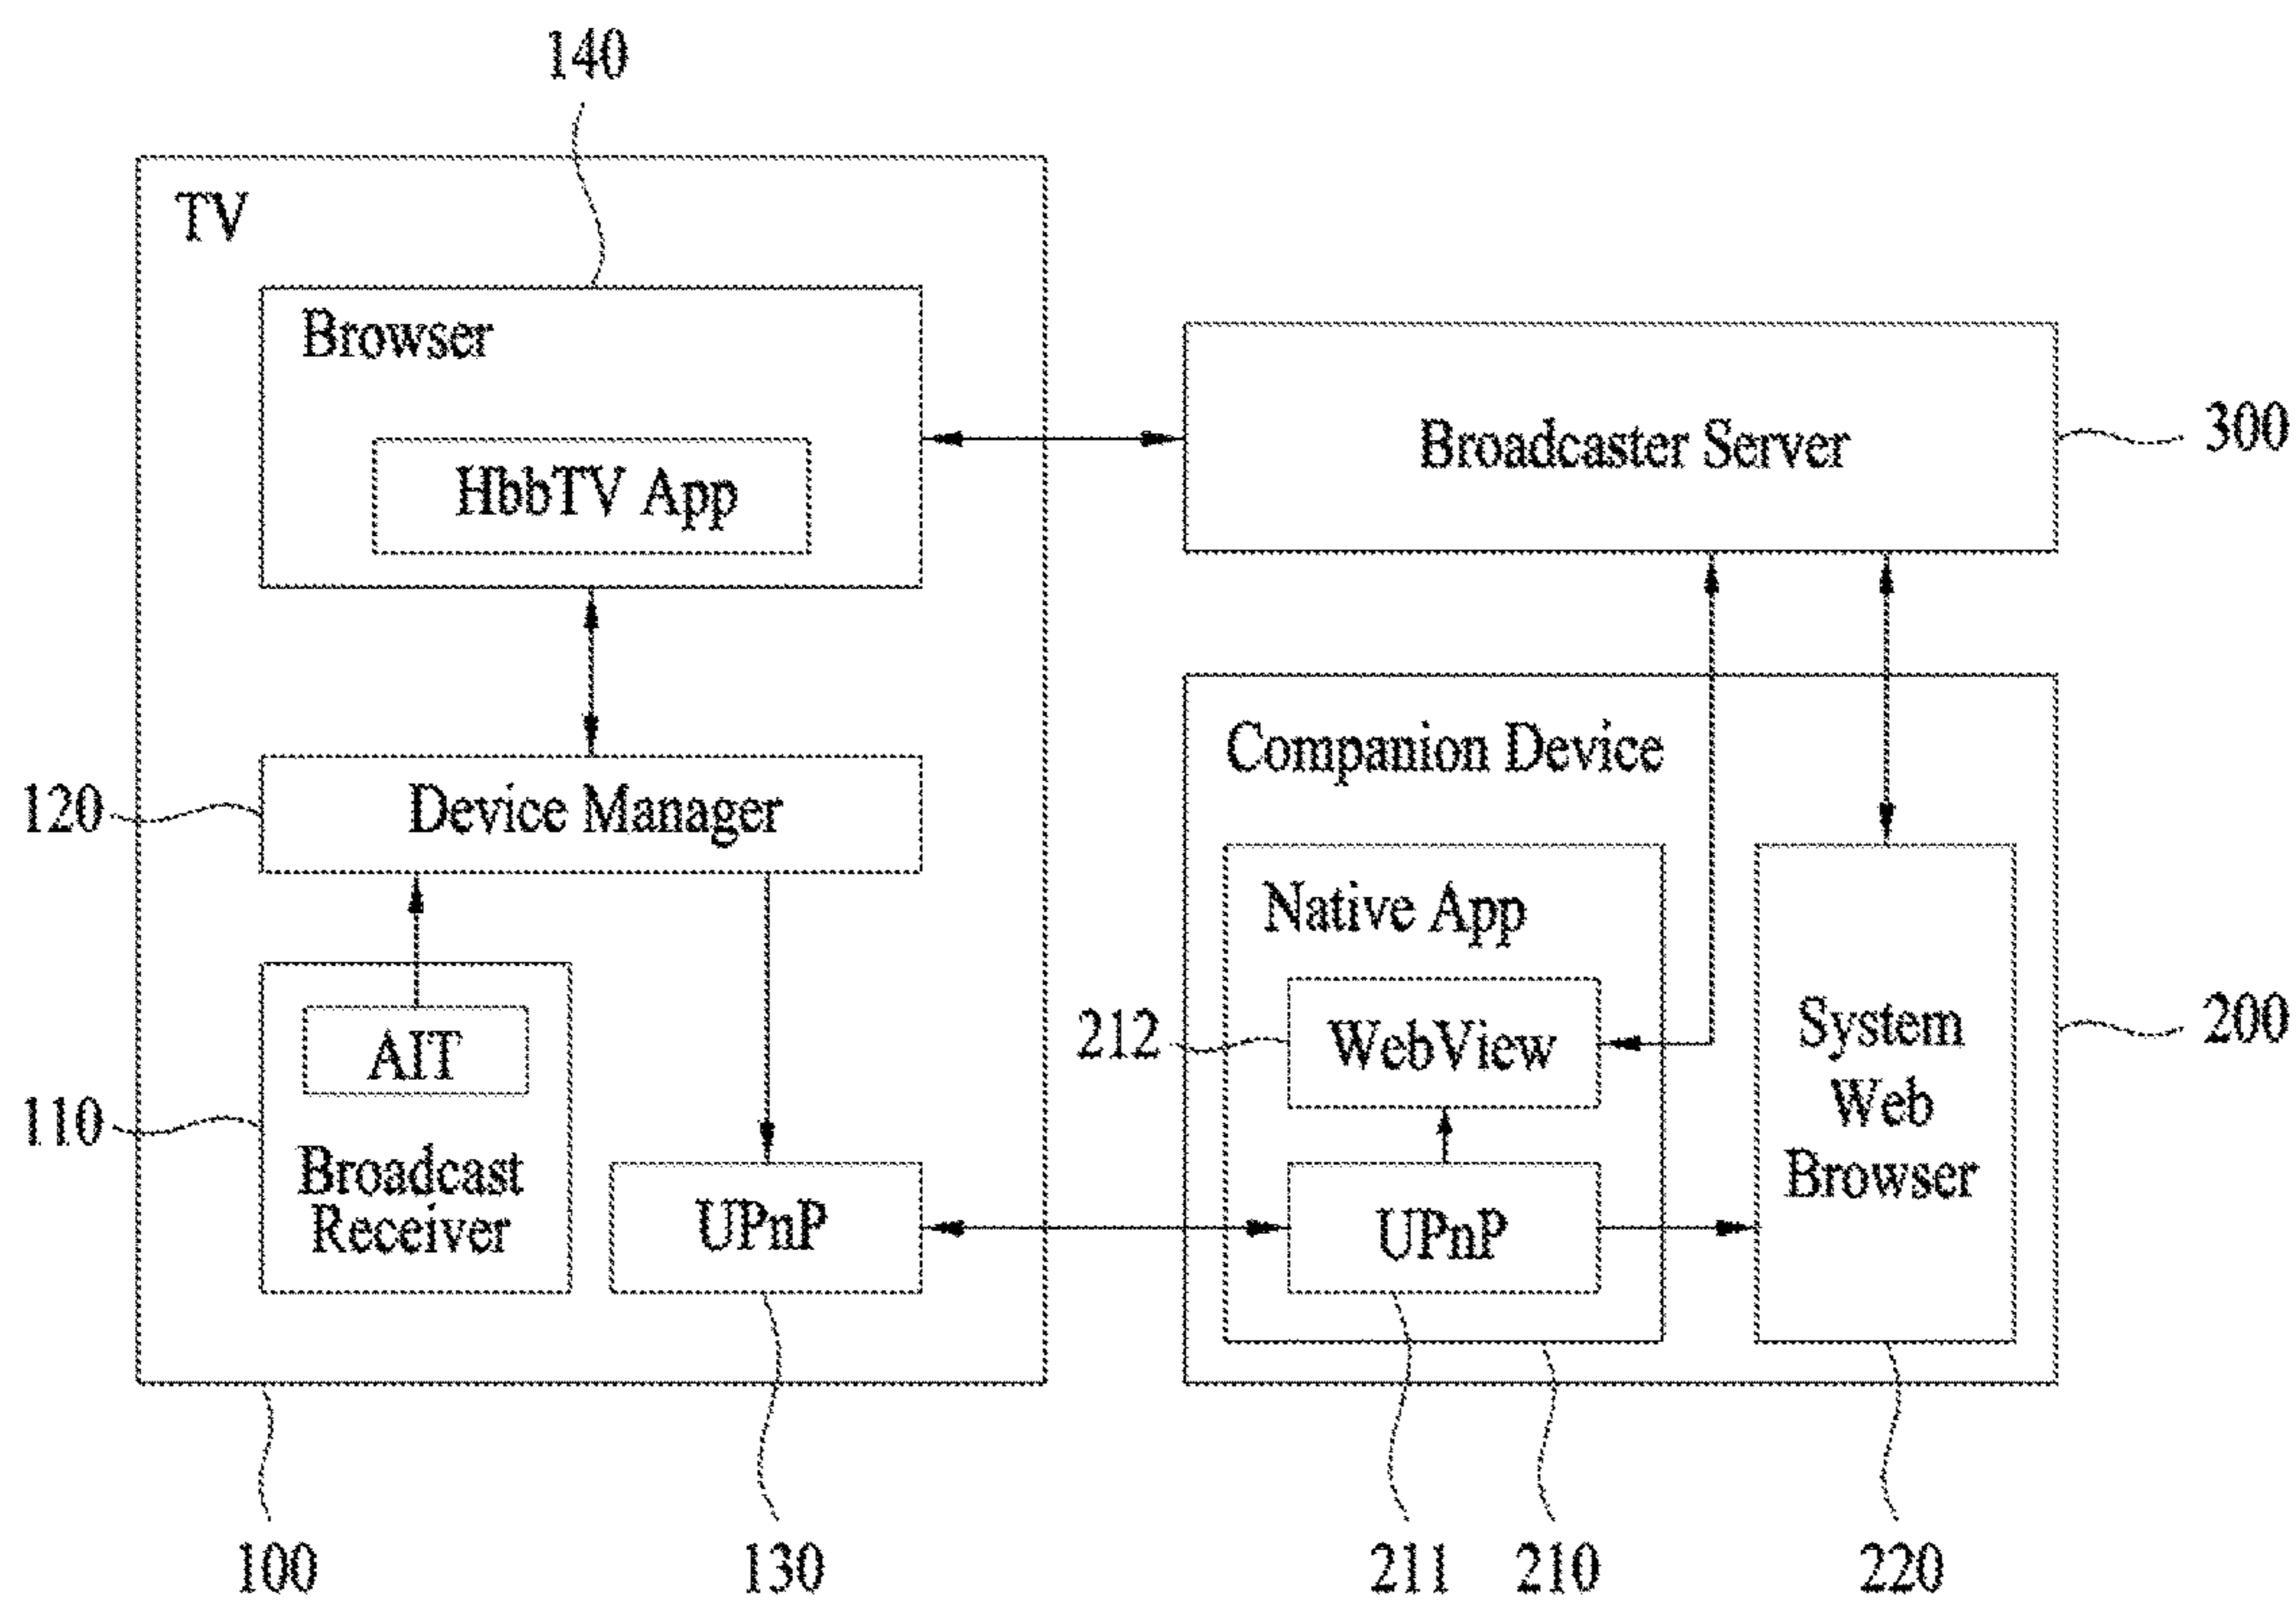 140
TV
Browser
HbbTV App
Broadcaster Server
300
Companion Device
120
Device Manager
Native App
AIT
212
WebView
System
Web
Browser
200
110
Broadcast
Receiver
UPnP
UPnP
100
130
211
210
220